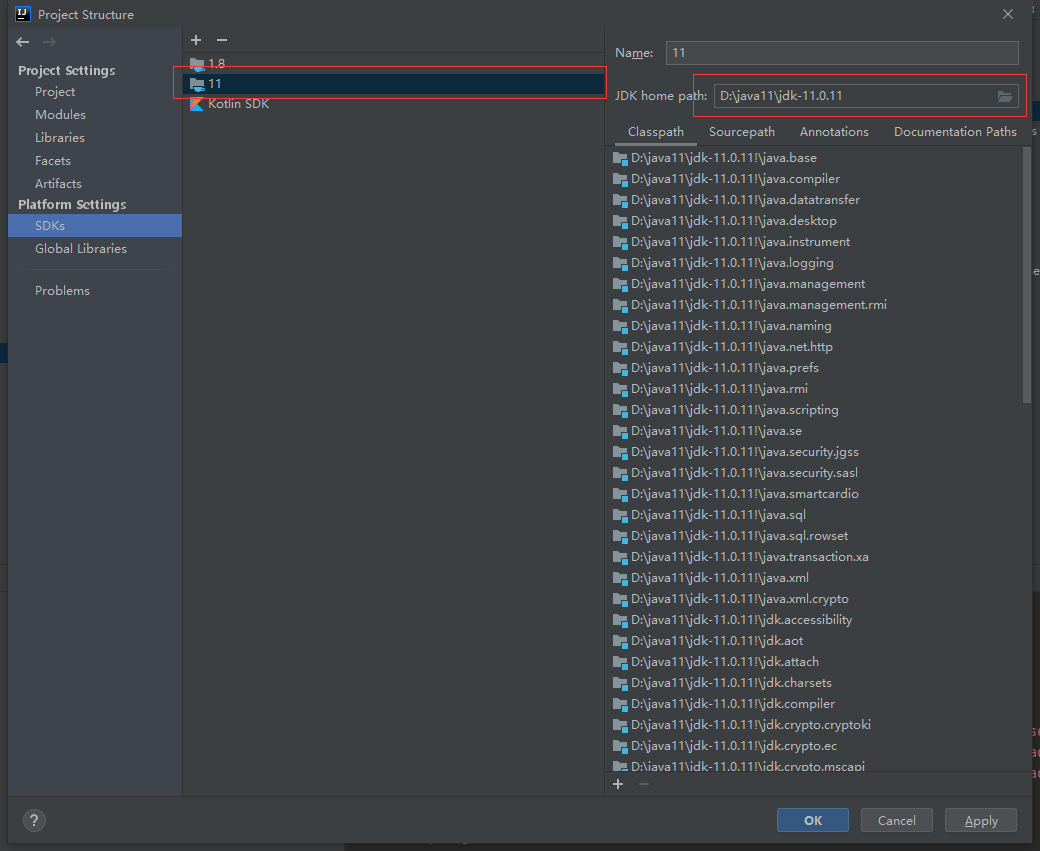 Project Structure
Project Settings
Project
Modules
Libraries
Facets
Artifacts
Platform Settings
SDKs
Global Libraries
Problems
1.8
11
Kotlin SDK
Name: 11
JDK home path: D:\java11\jdk-11.0.11
Classpath Sourcepath Annotations Documentation Paths
D:\java11\jdk-11.0.11!\java.base
D:\java11\jdk-11.0.11!\java.compiler
D:\java11\jdk-11.0.11!\java.datatransfer
D:\java11\jdk-11.0.11!\java.desktop
D:\java11\jdk-11.0.11!\java.instrument
D:\java11\jdk-11.0.11!\java.logging
D:\java11\jdk-11.0.11!\java.management
D:\java11\jdk-11.0.11!\java.management.rmi
D:\java11\jdk-11.0.11!\java.naming
D:\java11\jdk-11.0.11!\java.net.http
D:\java11\jdk-11.0.11!\java.prefs
D:\java11\jdk-11.0.11!\java.rmi
D:\java11\jdk-11.0.11!\java.scripting
D:\java11\jdk-11.0.11!\java.se
D:\java11\jdk-11.0.11!\java.security.jgss
D:\java11\jdk-11.0.11!\java.security.sasl
D:\java11\jdk-11.0.11!\java.smartcardio
D:\java11\jdk-11.0.11!\java.sql
D:\java11\jdk-11.0.11!\java.sql.rowset
D:\java11\jdk-11.0.11!\java.transaction.xa
D:\java11\jdk-11.0.11!\java.xml
D:\java11\jdk-11.0.11!\java.xml.crypto
D:\java11\jdk-11.0.11!\jdk.accessibility
D:\java11\jdk-11.0.11!\jdk.aot
D:\java11\jdk-11.0.11!\jdk.attach
D:\java11\jdk-11.0.11!\jdk.charsets
D:\java11\jdk-11.0.11!\jdk.compiler
D:\java11\jdk-11.0.11!\jdk.crypto.cryptoki
D:\java11\jdk-11.0.11!\jdk.crypto.ec
D:\java11\jdk-11.0.11!\jdk.crypto.mscapi
?
OK Cancel Apply